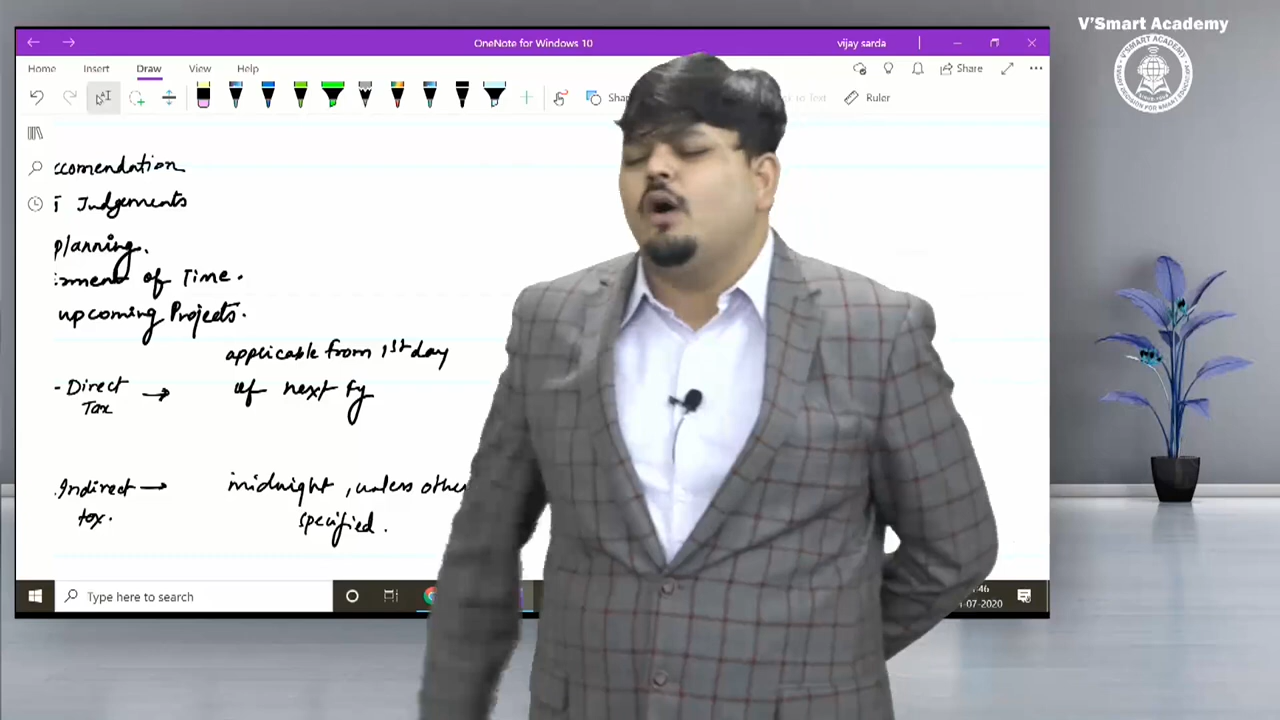 V'Smart Academy
OneNote for Windows 10
vijay sarda
Home Insert Draw View Help
Share
Ruler
ccomendation
Judgements
planning.
of Time.
upcoming Projects.
applicable from 1st day
- Direct → of next fy
Tax
Indirect → midnight, unless other
tax. specified.
Type here to search
-07-2020